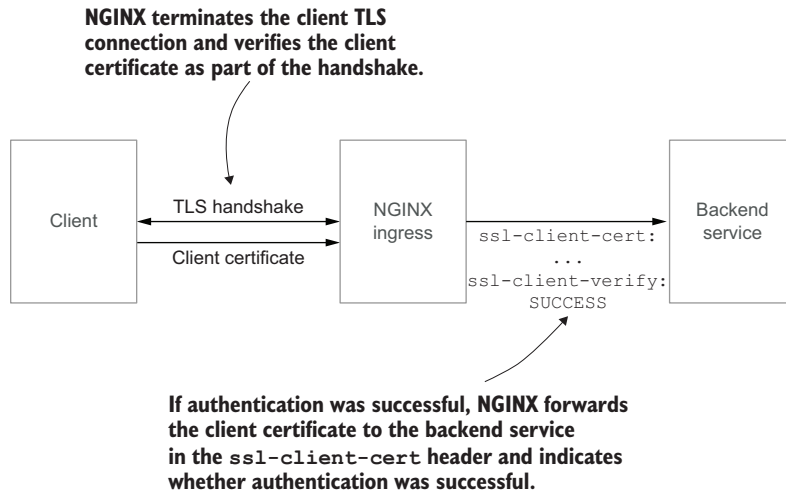 NGINX terminates the client TLS
connection and verifies the client
certificate as part of the handshake.
Client
TLS handshake
Client certificate
NGINX
ingress
ssl-client-cert:
...
ssl-client-verify:
SUCCESS
Backend
service
If authentication was successful, NGINX forwards
the client certificate to the backend service
in the ssl-client-cert header and indicates
whether authentication was successful.